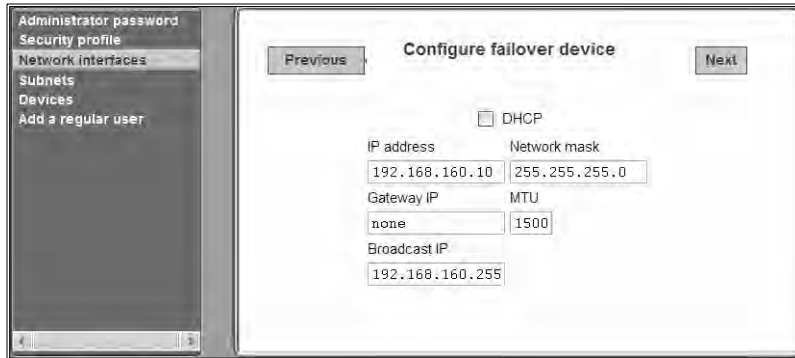 Administrator password
Security profile
Network interfaces
Subnets
Devices
Add a regular user
Previous
Configure failover device
Next
DHCP
IP address Network mask
192.168.160.10 255.255.255.0
Gateway IP MTU
none 1500
Broadcast IP
192.168.160.255